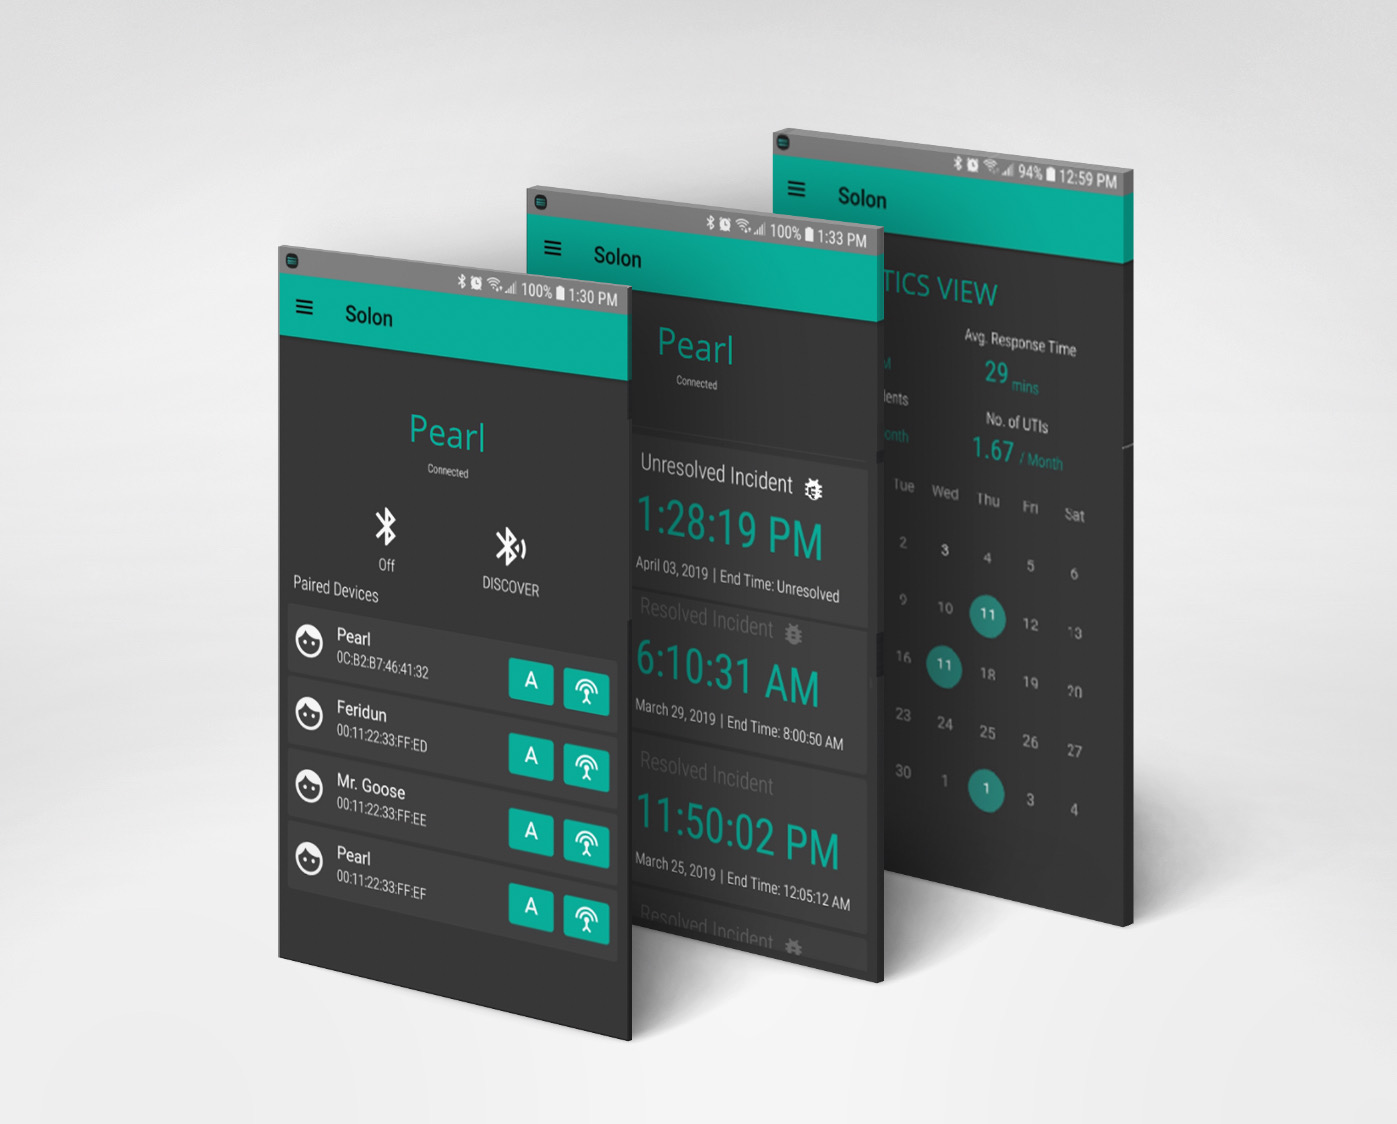 100% 1:30 PM
Solon
Pearl
Connected
Off
DISCOVER
Paired Devices
Pearl
0C:B2:B7:46:41:32
A
Feridun
00:11:22:33:FF:ED
A
Mr. Goose
00:11:22:33:FF:EE
A
Pearl
00:11:22:33:FF:EF
A
100% 1:33 PM
Solon
Pearl
Connected
Unresolved Incident
1:28:19 PM
April 03, 2019 | End Time: Unresolved
Resolved Incident
6:10:31 AM
March 29, 2019 | End Time: 8:00:50 AM
Resolved Incident
11:50:02 PM
March 25, 2019 | End Time: 12:05:12 AM
Resolved Incident
94% 12:59 PM
Solon
TICS VIEW
Avg. Response Time
M
29 mins
lents
No. of UTIs
onth
1.67 / Month
Tue Wed Thu Fri Sat
2 3 4 5 6
9 10 11 12 13
16 11 18 19 20
23 24 25 26 27
30 1 1 3 4